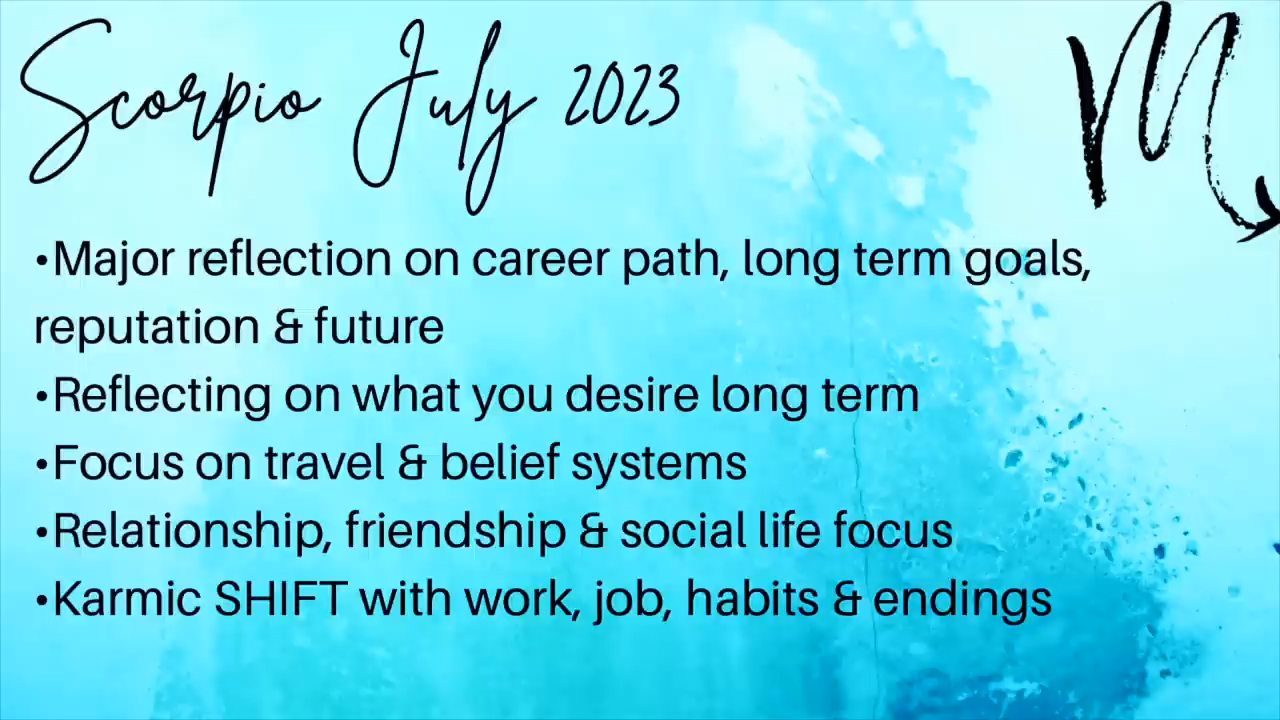 Scorpio July 2023
•Major reflection on career path, long term goals,
reputation & future
•Reflecting on what you desire long term
•Focus on travel & belief systems
•Relationship, friendship & social life focus
•Karmic SHIFT with work, job, habits & endings